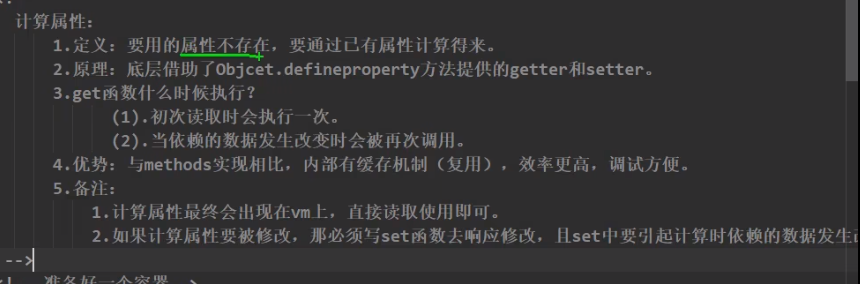 计算属性:
1.定义: 要用的属性不存在，要通过已有属性计算得来。
2.原理: 底层借助了Objcet.defineproperty方法提供的getter和setter。
3.get函数什么时候执行?
(1).初次读取时会执行一次。
(2).当依赖的数据发生改变时会被再次调用。
4.优势: 与methods实现相比，内部有缓存机制（复用），效率更高，调试方便。
5.备注:
1.计算属性最终会出现在vm上，直接读取使用即可。
2.如果计算属性要被修改，那必须写set函数去响应修改，且set中要引起计算时依赖的数据发生
-->
准备好一个容器